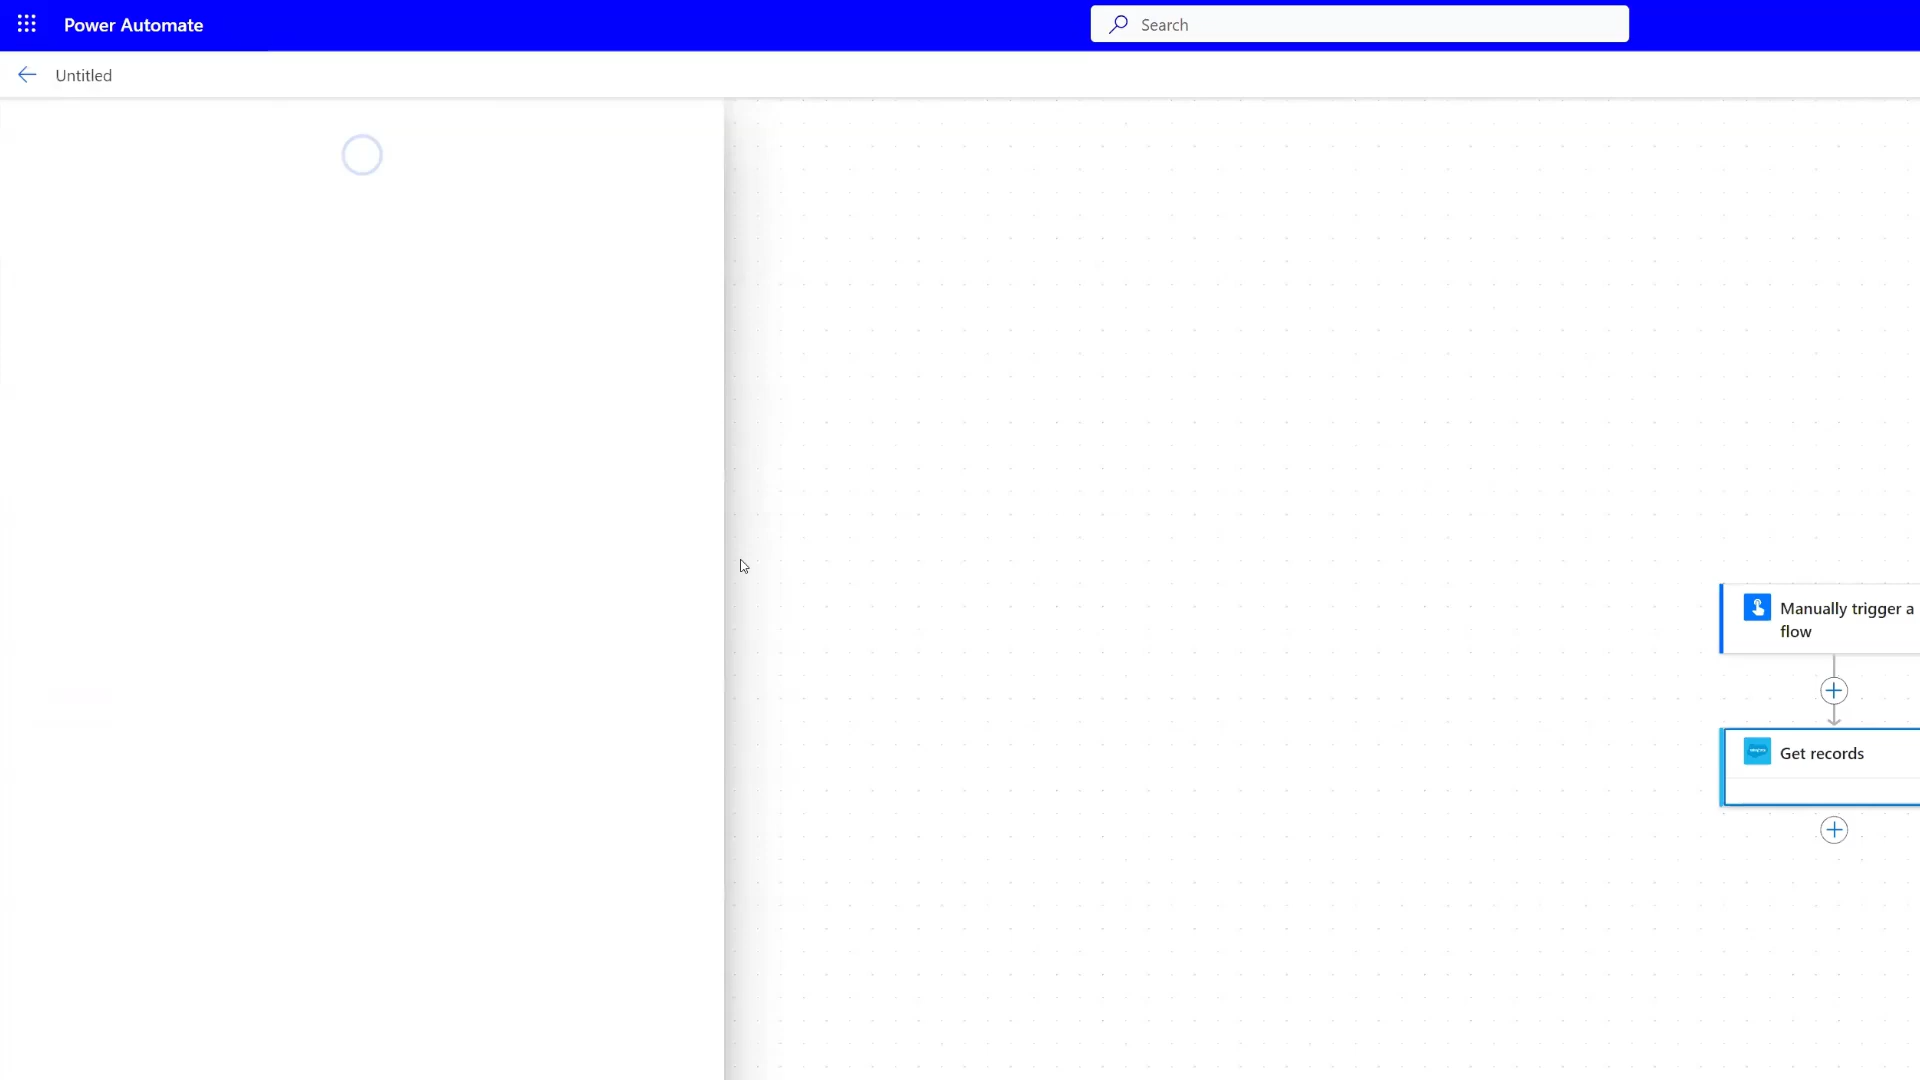 Power Automate
Search
Untitled
Manually trigger a
flow
Get records